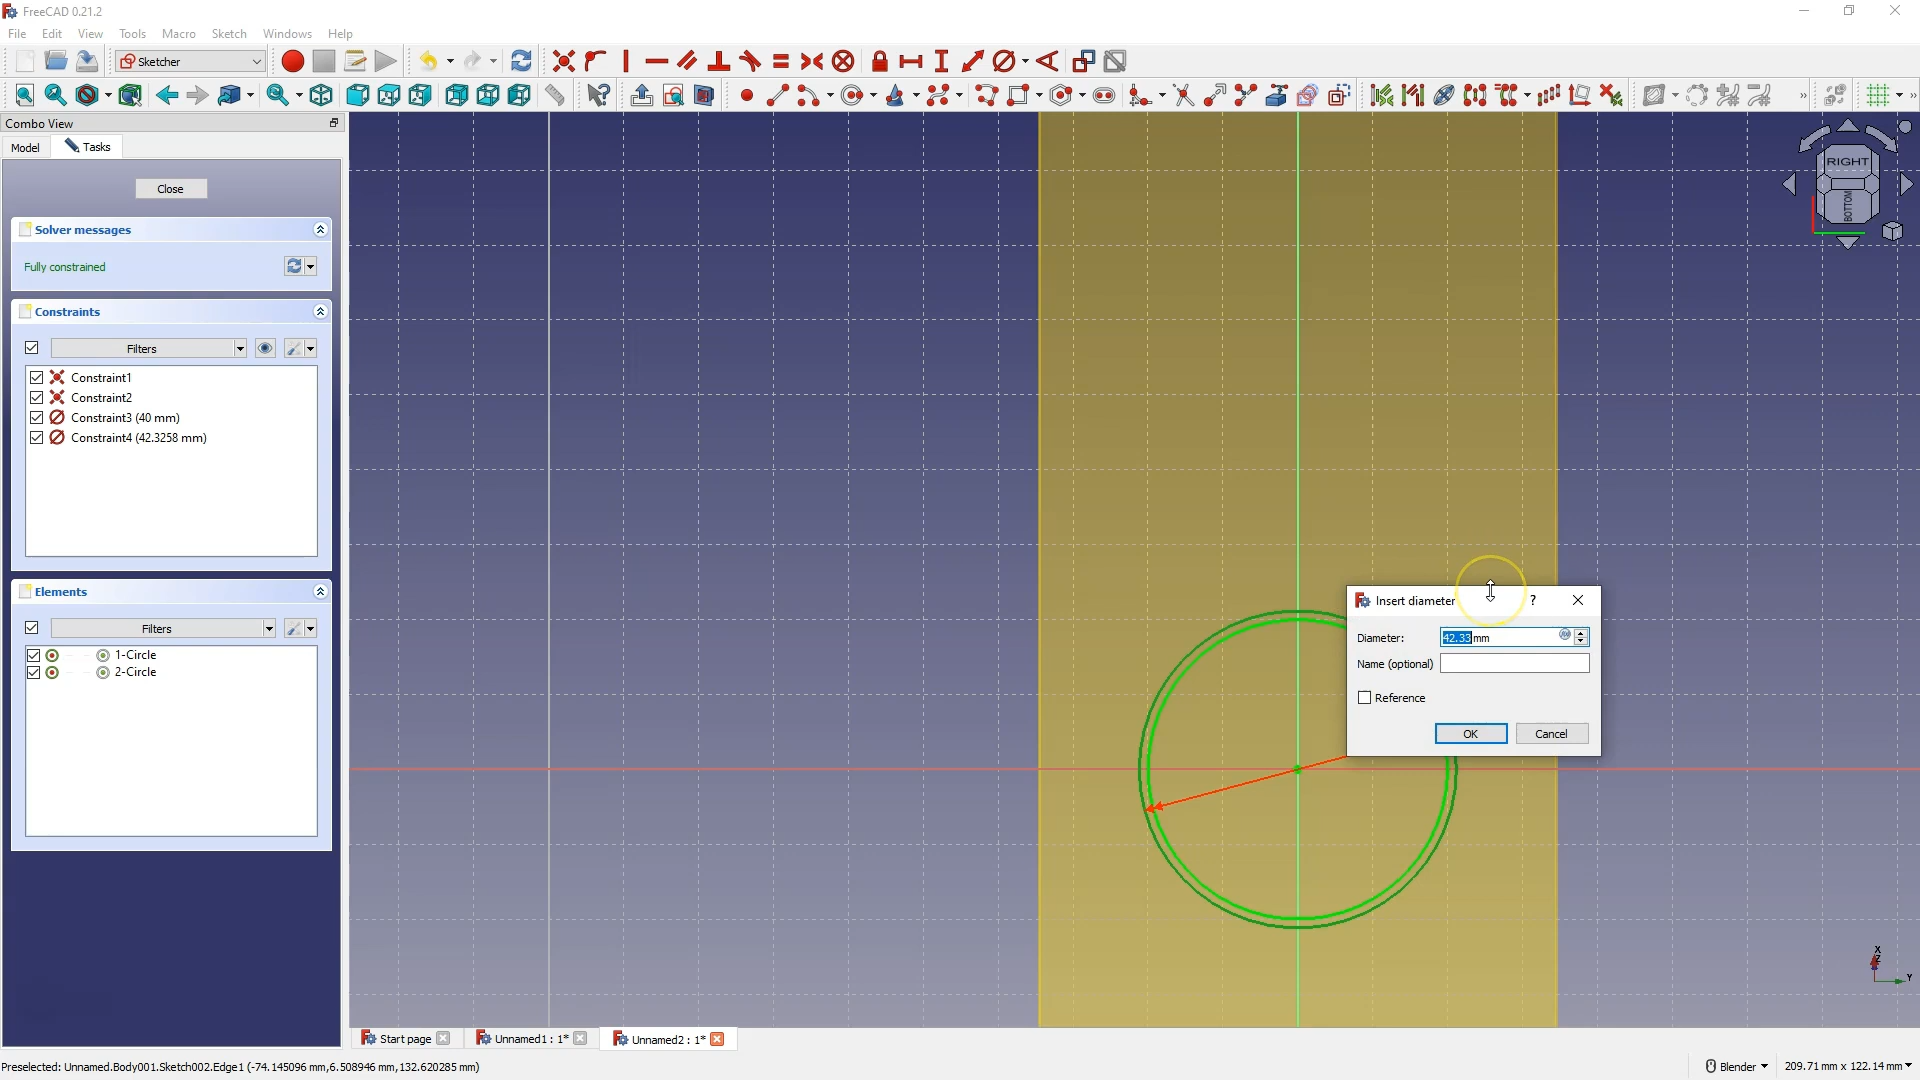 FreeCAD 0.21.2
File Edit View Tools Macro Sketch Windows Help
Sketcher
Combo View
Model Tasks
Close
Solver messages
Fully constrained
Constraints
Filters
Constraint1
Constraint2
Constraint3 (40 mm)
Constraint4 (42.3258 mm)
Elements
Filters
1-Circle
2-Circle
RIGHT
BOTTOM
Insert diameter ?
Diameter: 42.33 mm
Name (optional)
Reference
OK Cancel
X
Z
Y
Start page Unnamed1 : 1* Unnamed2 : 1*
Preselected: Unnamed.Body001.Sketch002.Edge1 (-74.145096 mm,6.508946 mm,132.620285 mm) Blender 209.71 mm x 122.14 mm